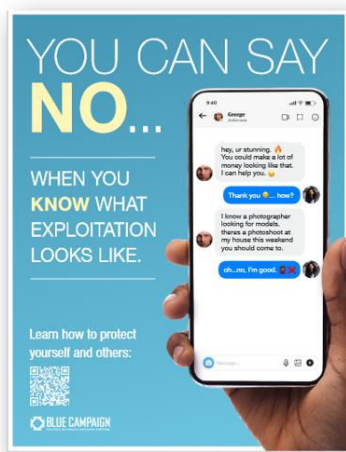 YOU CAN SAY
NO...
WHEN YOU
KNOW WHAT
EXPLOITATION
LOOKS LIKE.
Learn how to protect
yourself and others:
BLUE CAMPAIGN
9:40
George
hey, ur stunning. 🔥
You could make a lot of
money looking like that.
I can help you. 😉
Thank you 😊... how?
I know a photographer
looking for models.
theres a photoshoot at
my house this weekend
you should come to.
oh...no, I'm good. 🙅🏾‍♀️❌
Message...